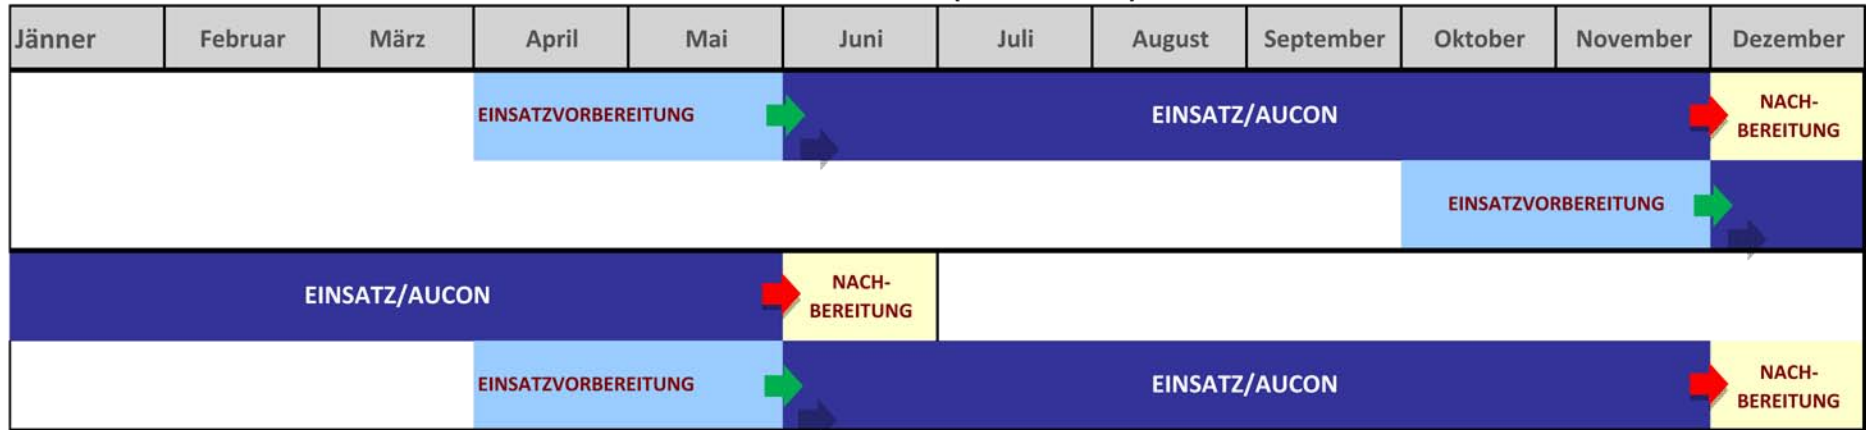 Jänner Februar März April Mai Juni Juli August September Oktober November Dezember
EINSATZVORBEREITUNG EINSATZ/AUCON NACH-
BEREITUNG
EINSATZVORBEREITUNG
EINSATZ/AUCON NACH-
BEREITUNG
EINSATZVORBEREITUNG EINSATZ/AUCON NACH-
BEREITUNG